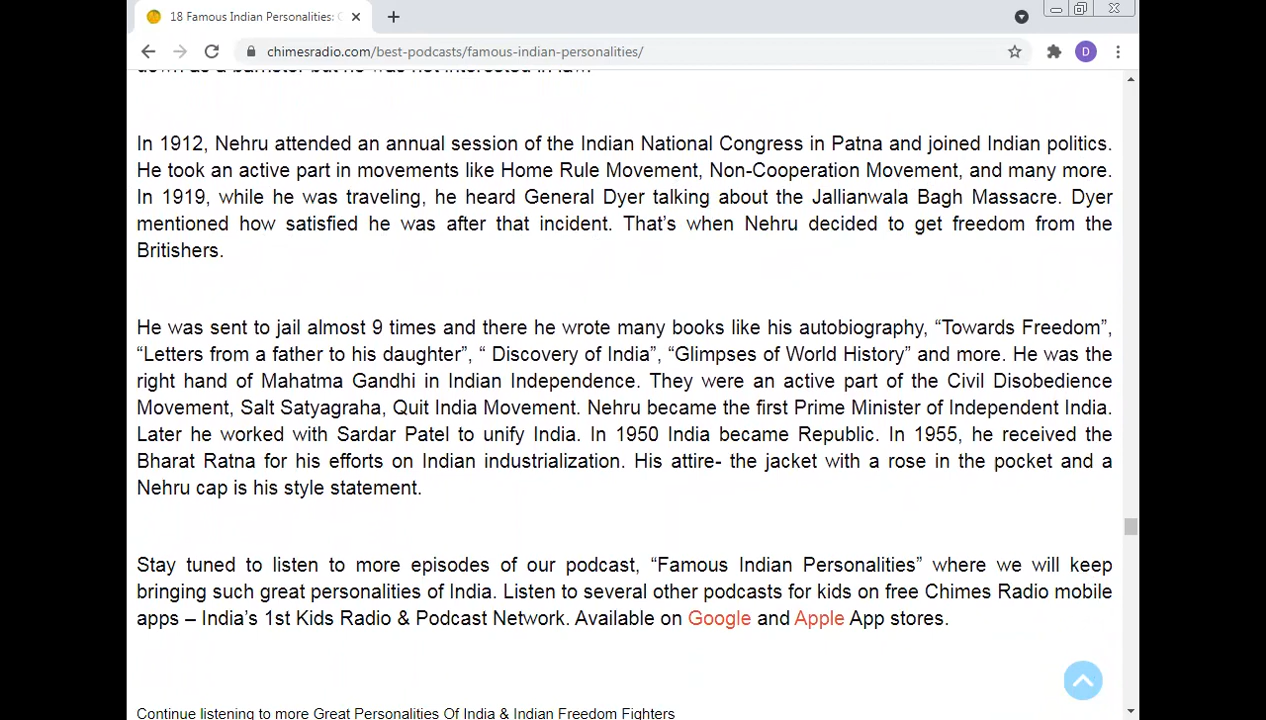 18 Famous Indian Personalities:
chimesradio.com/best-podcasts/famous-indian-personalities/
D
down as a barrister but he was not interested in law.
In 1912, Nehru attended an annual session of the Indian National Congress in Patna and joined Indian politics.
He took an active part in movements like Home Rule Movement, Non-Cooperation Movement, and many more.
In 1919, while he was traveling, he heard General Dyer talking about the Jallianwala Bagh Massacre. Dyer
mentioned how satisfied he was after that incident. That’s when Nehru decided to get freedom from the
Britishers.
He was sent to jail almost 9 times and there he wrote many books like his autobiography, “Towards Freedom”,
“Letters from a father to his daughter”, “ Discovery of India”, “Glimpses of World History” and more. He was the
right hand of Mahatma Gandhi in Indian Independence. They were an active part of the Civil Disobedience
Movement, Salt Satyagraha, Quit India Movement. Nehru became the first Prime Minister of Independent India.
Later he worked with Sardar Patel to unify India. In 1950 India became Republic. In 1955, he received the
Bharat Ratna for his efforts on Indian industrialization. His attire- the jacket with a rose in the pocket and a
Nehru cap is his style statement.
Stay tuned to listen to more episodes of our podcast, “Famous Indian Personalities” where we will keep
bringing such great personalities of India. Listen to several other podcasts for kids on free Chimes Radio mobile
apps – India’s 1st Kids Radio & Podcast Network. Available on Google and Apple App stores.
Continue listening to more Great Personalities Of India & Indian Freedom Fighters